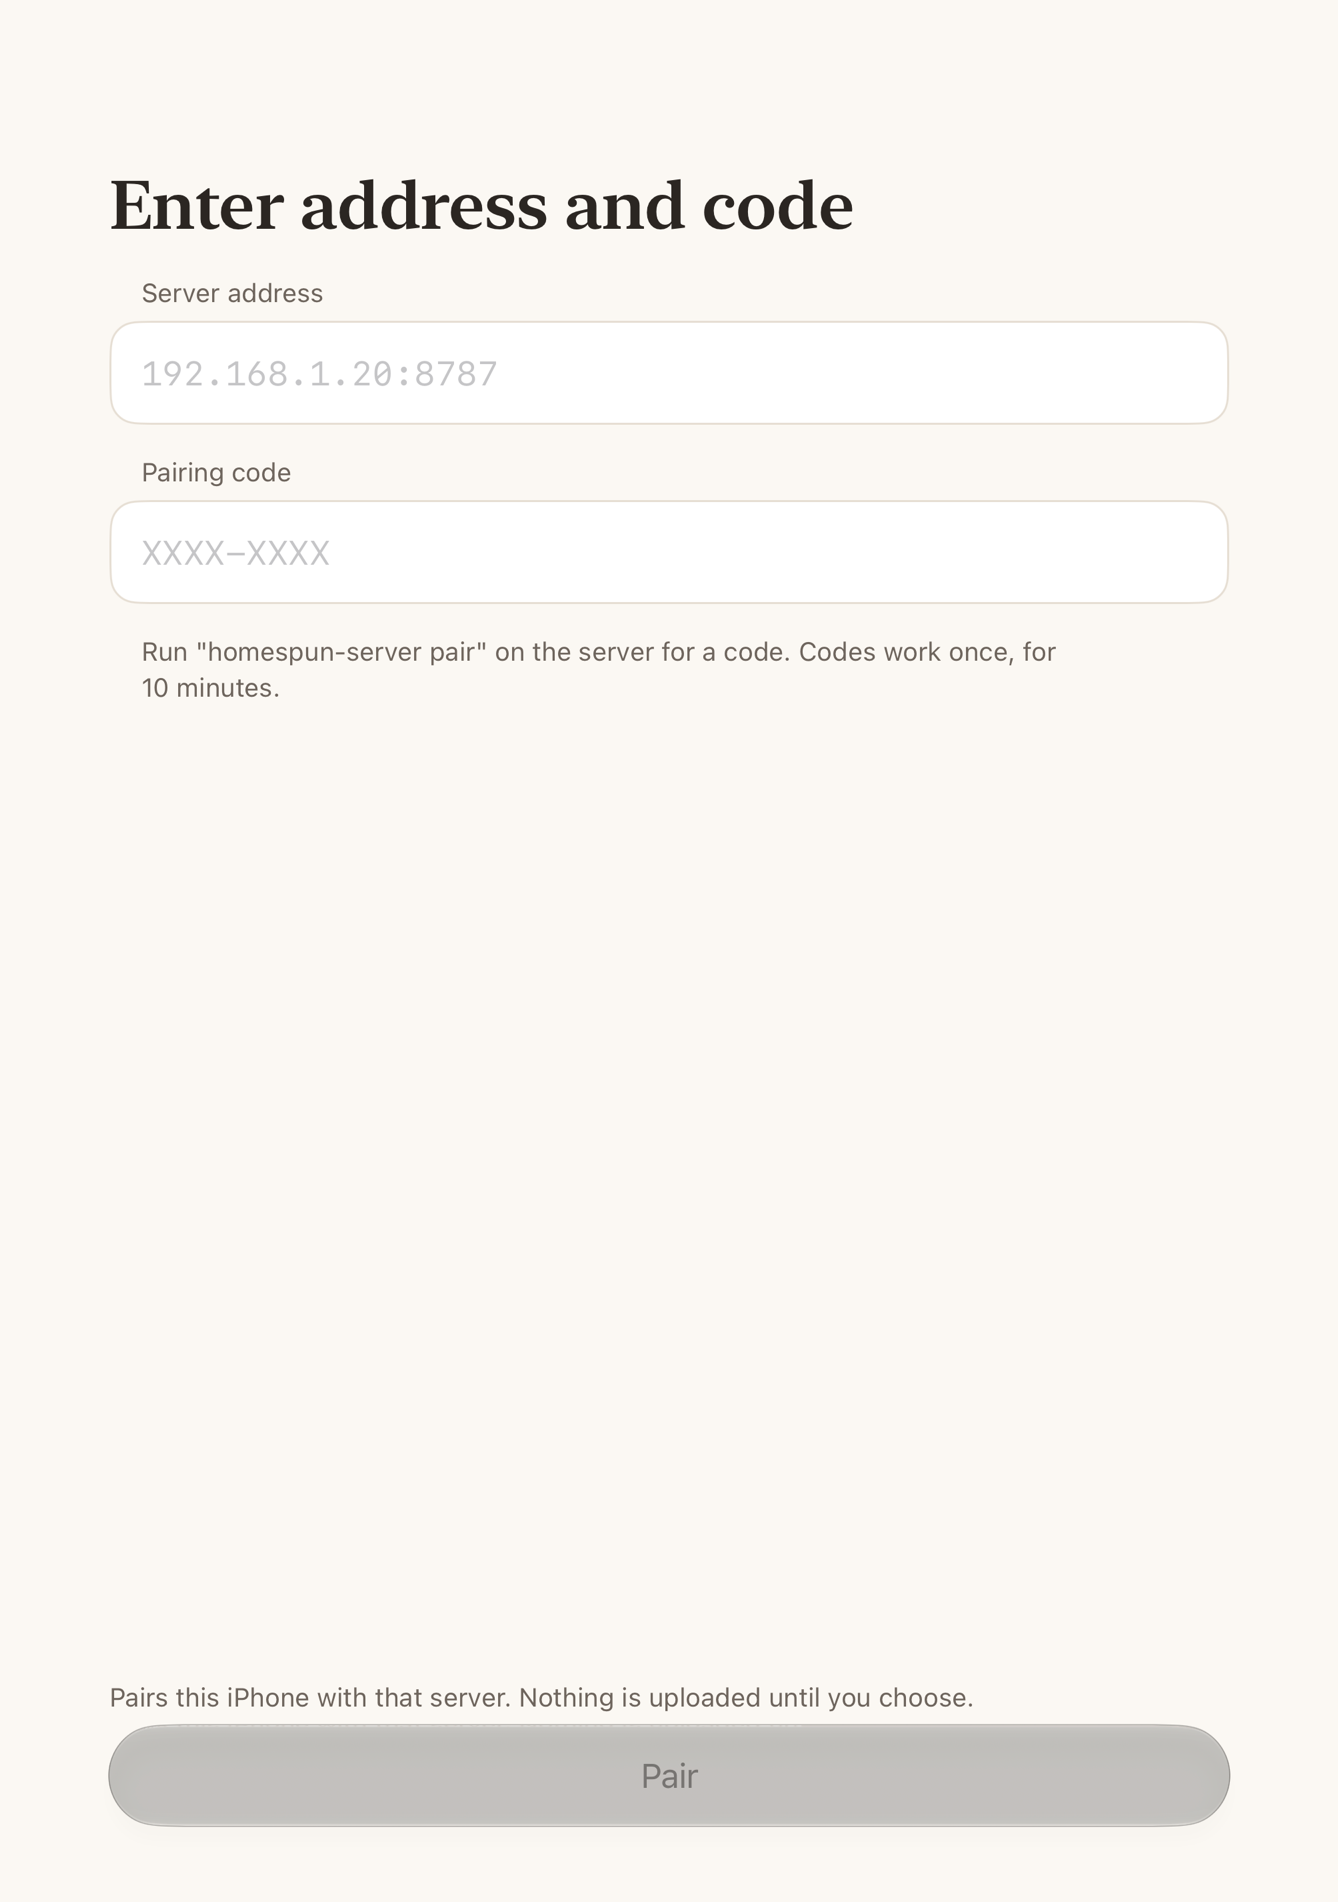 Enter address and code
Server address
192.168.1.20:8787
Pairing code
XXXX–XXXX
Run "homespun-server pair" on the server for a code. Codes work once, for
10 minutes.
Pairs this iPhone with that server. Nothing is uploaded until you choose.
Pair